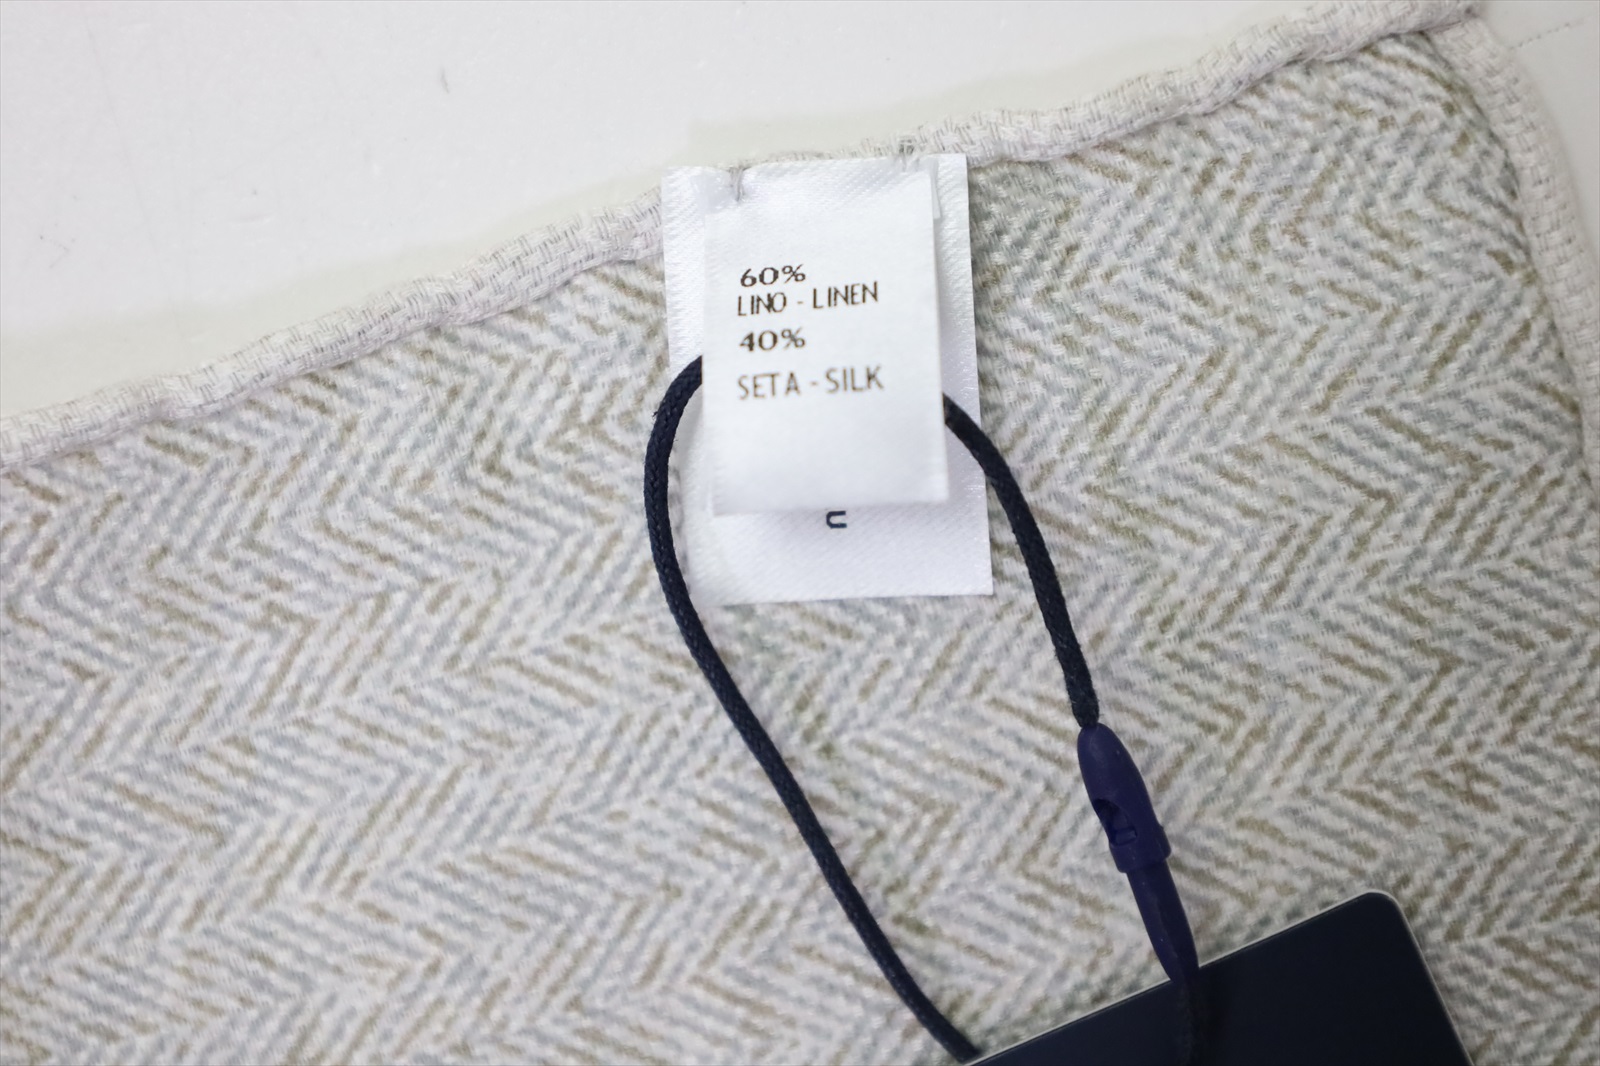 60%
LINO - LINEN
40%
SETA - SILK